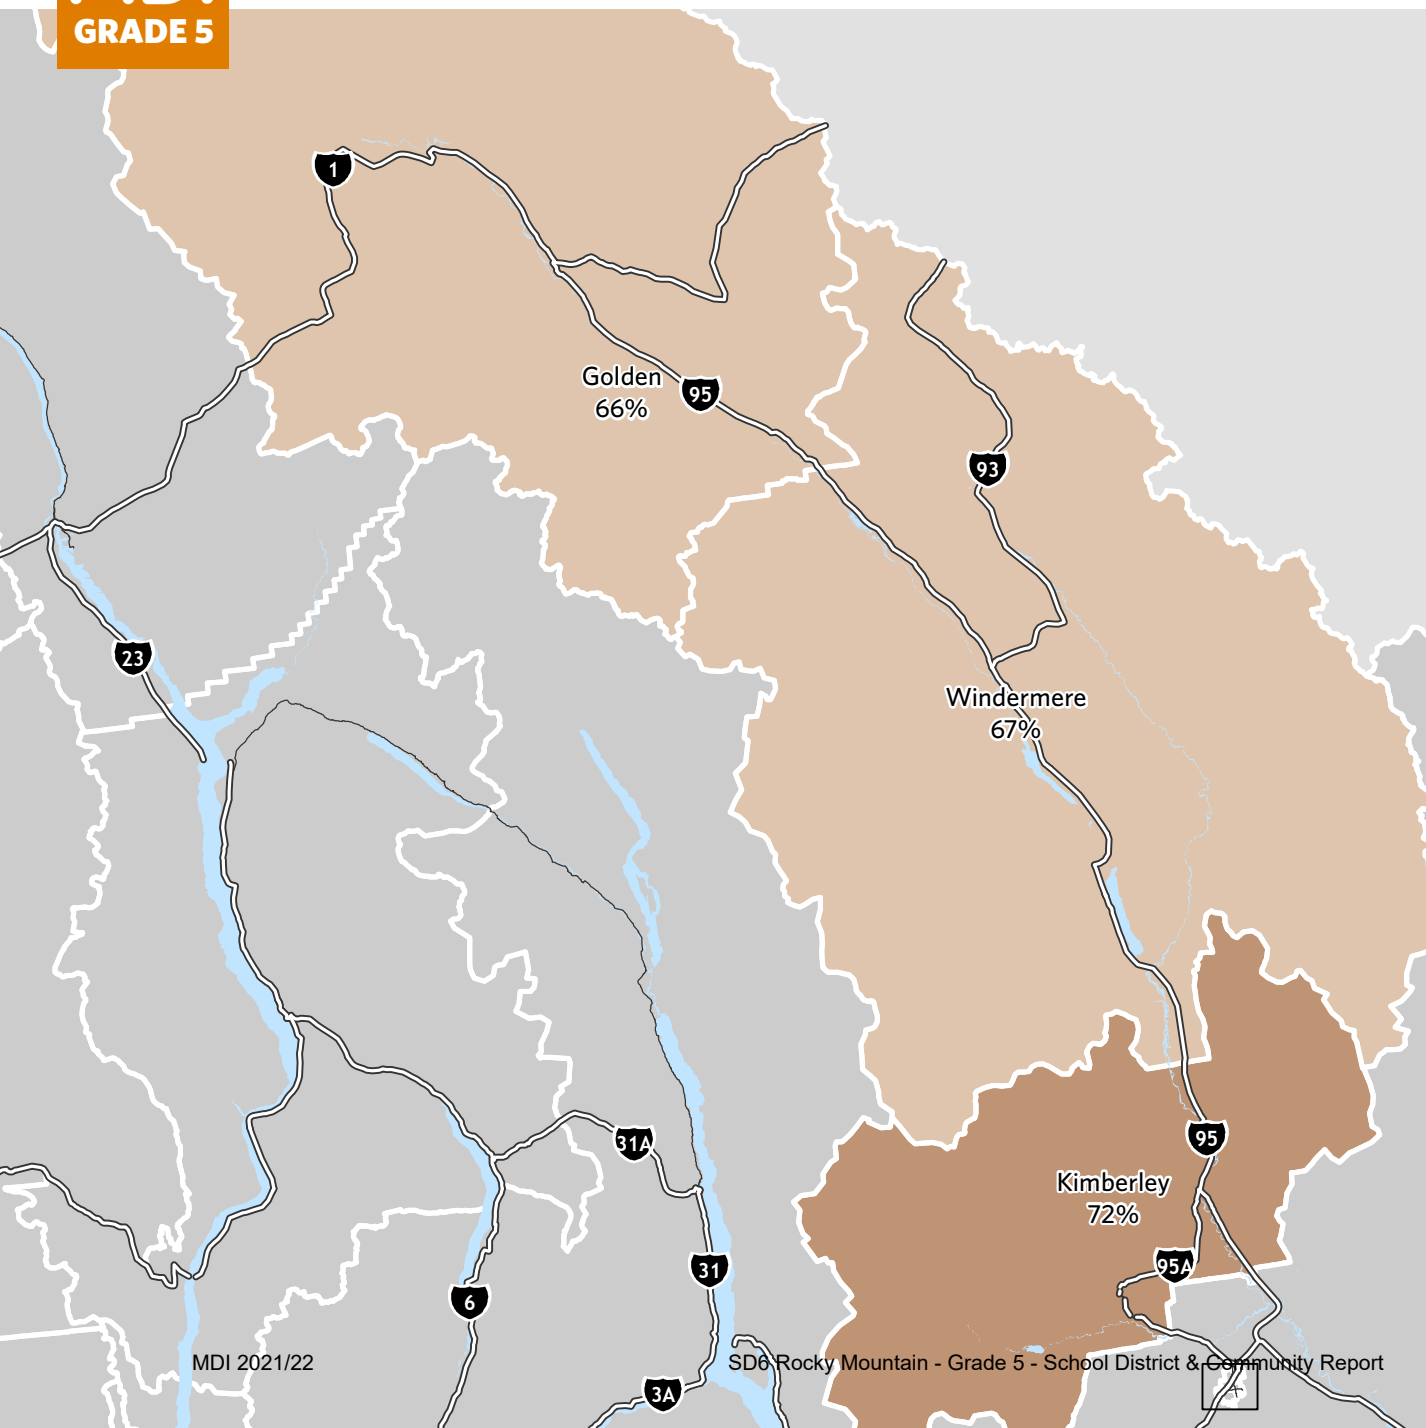 GRADE 5
1
Golden
66%
95
93
23
Windermere
67%
31A
95
Kimberley
72%
95A
31
6
MDI 2021/22
SD6 Rocky Mountain - Grade 5 - School District & Community Report
3A